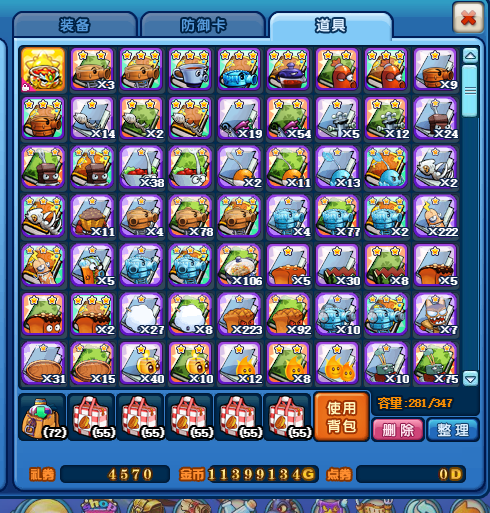 装备 防御卡 道具
X3 X9
X14 X2 X19 X54 X5 X12 X24
X38 X2 X11 X13 X2
X11 X4 X78 X4 X77 X2 X222
X5 X106 X5 X30 X8 X5
X2 X27 X8 X223 X92 X10 X7
X31 X15 X40 X10 X12 X8 X10 X75
(72) (55) (55) (55) (55) (55)
使用
背包
容量:281/347
删除 整理
礼券 4570 金币 11399134G 点券 0D